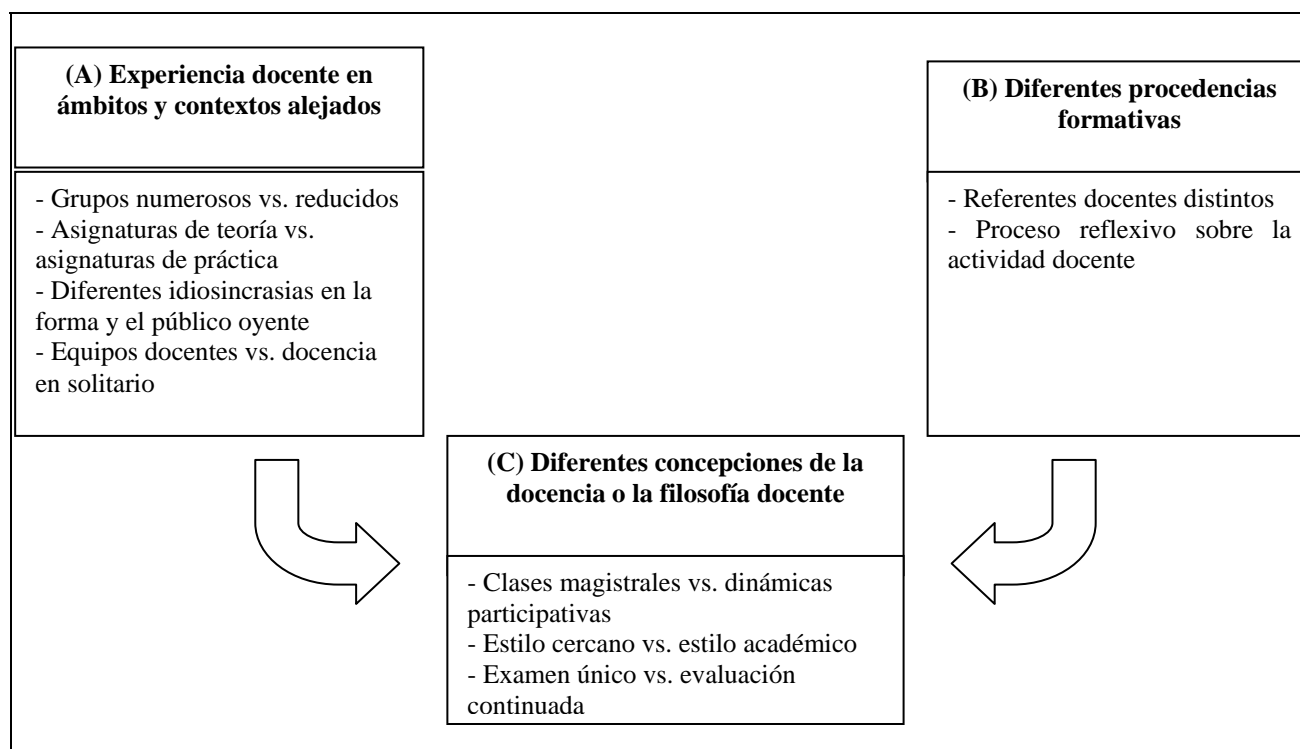 (A) Experiencia docente en
ámbitos y contextos alejados
- Grupos numerosos vs. reducidos
- Asignaturas de teoría vs.
asignaturas de práctica
- Diferentes idiosincrasias en la
forma y el público oyente
- Equipos docentes vs. docencia
en solitario
(B) Diferentes procedencias
formativas
- Referentes docentes distintos
- Proceso reflexivo sobre la
actividad docente
(C) Diferentes concepciones de la
docencia o la filosofía docente
- Clases magistrales vs. dinámicas
participativas
- Estilo cercano vs. estilo académico
- Examen único vs. evaluación
continuada